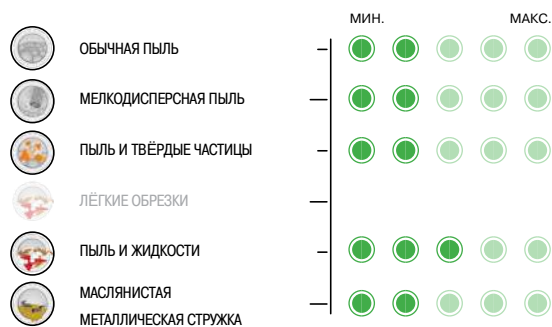 МИН. МАКС.
ОБЫЧНАЯ ПЫЛЬ
МЕЛКОДИСПЕРСНАЯ ПЫЛЬ
ПЫЛЬ И ТВЁРДЫЕ ЧАСТИЦЫ
ЛЁГКИЕ ОБРЕЗКИ
ПЫЛЬ И ЖИДКОСТИ
МАСЛЯНИСТАЯ
МЕТАЛЛИЧЕСКАЯ СТРУЖКА